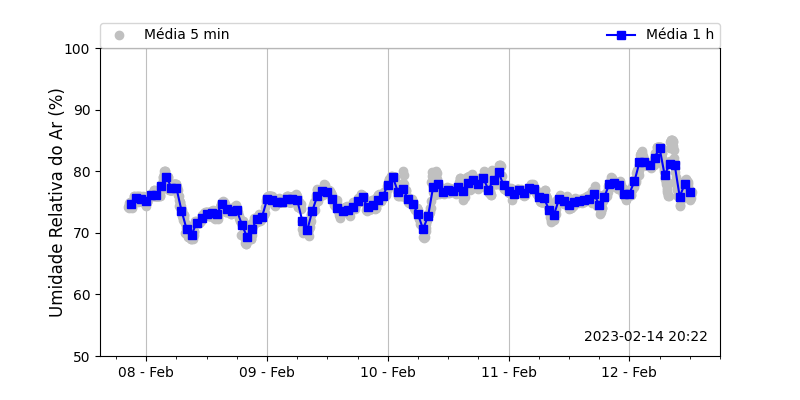 Média 5 min
Média 1 h
Umidade Relativa do Ar (%)
100
90
80
70
60
50
2023-02-14 20:22
08 - Feb
09 - Feb
10 - Feb
11 - Feb
12 - Feb